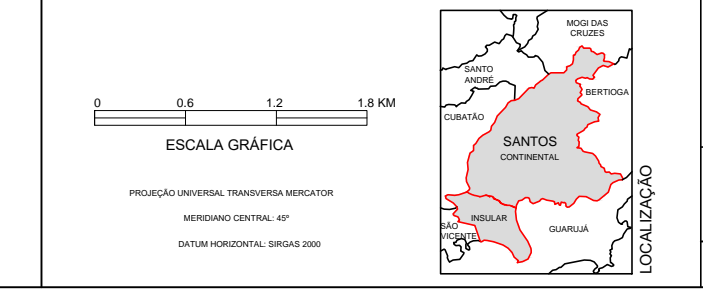 0 0.6 1.2 1.8 KM
ESCALA GRÁFICA
PROJEÇÃO UNIVERSAL TRANSVERSA MERCATOR
MERIDIANO CENTRAL: 45º
DATUM HORIZONTAL: SIRGAS 2000
MOGI DAS
CRUZES
SANTO
ANDRÉ
BERTIOGA
CUBATÃO
SANTOS
CONTINENTAL
INSULAR
SÃO
VICENTE
GUARUJÁ
LOCALIZAÇÃO